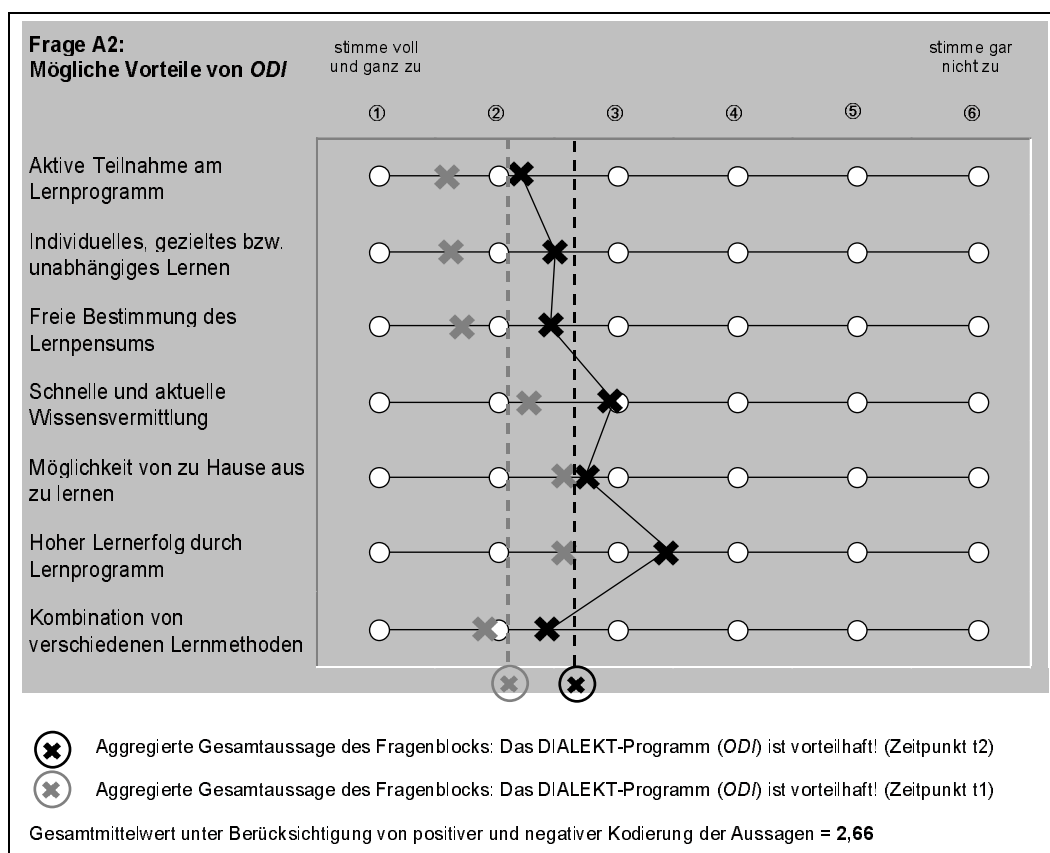 Frage A2:
Mögliche Vorteile von ODI
stimme voll
und ganz zu
stimme gar
nicht zu
① ② ③ ④ ⑤ ⑥
Aktive Teilnahme am
Lernprogramm
Individuelles, gezieltes bzw.
unabhängiges Lernen
Freie Bestimmung des
Lernpensums
Schnelle und aktuelle
Wissensvermittlung
Möglichkeit von zu Hause aus
zu lernen
Hoher Lernerfolg durch
Lernprogramm
Kombination von
verschiedenen Lernmethoden
Aggregierte Gesamtaussage des Fragenblocks: Das DIALEKT-Programm (ODI) ist vorteilhaft! (Zeitpunkt t2)
Aggregierte Gesamtaussage des Fragenblocks: Das DIALEKT-Programm (ODI) ist vorteilhaft! (Zeitpunkt t1)
Gesamtmittelwert unter Berücksichtigung von positiver und negativer Kodierung der Aussagen = 2,66